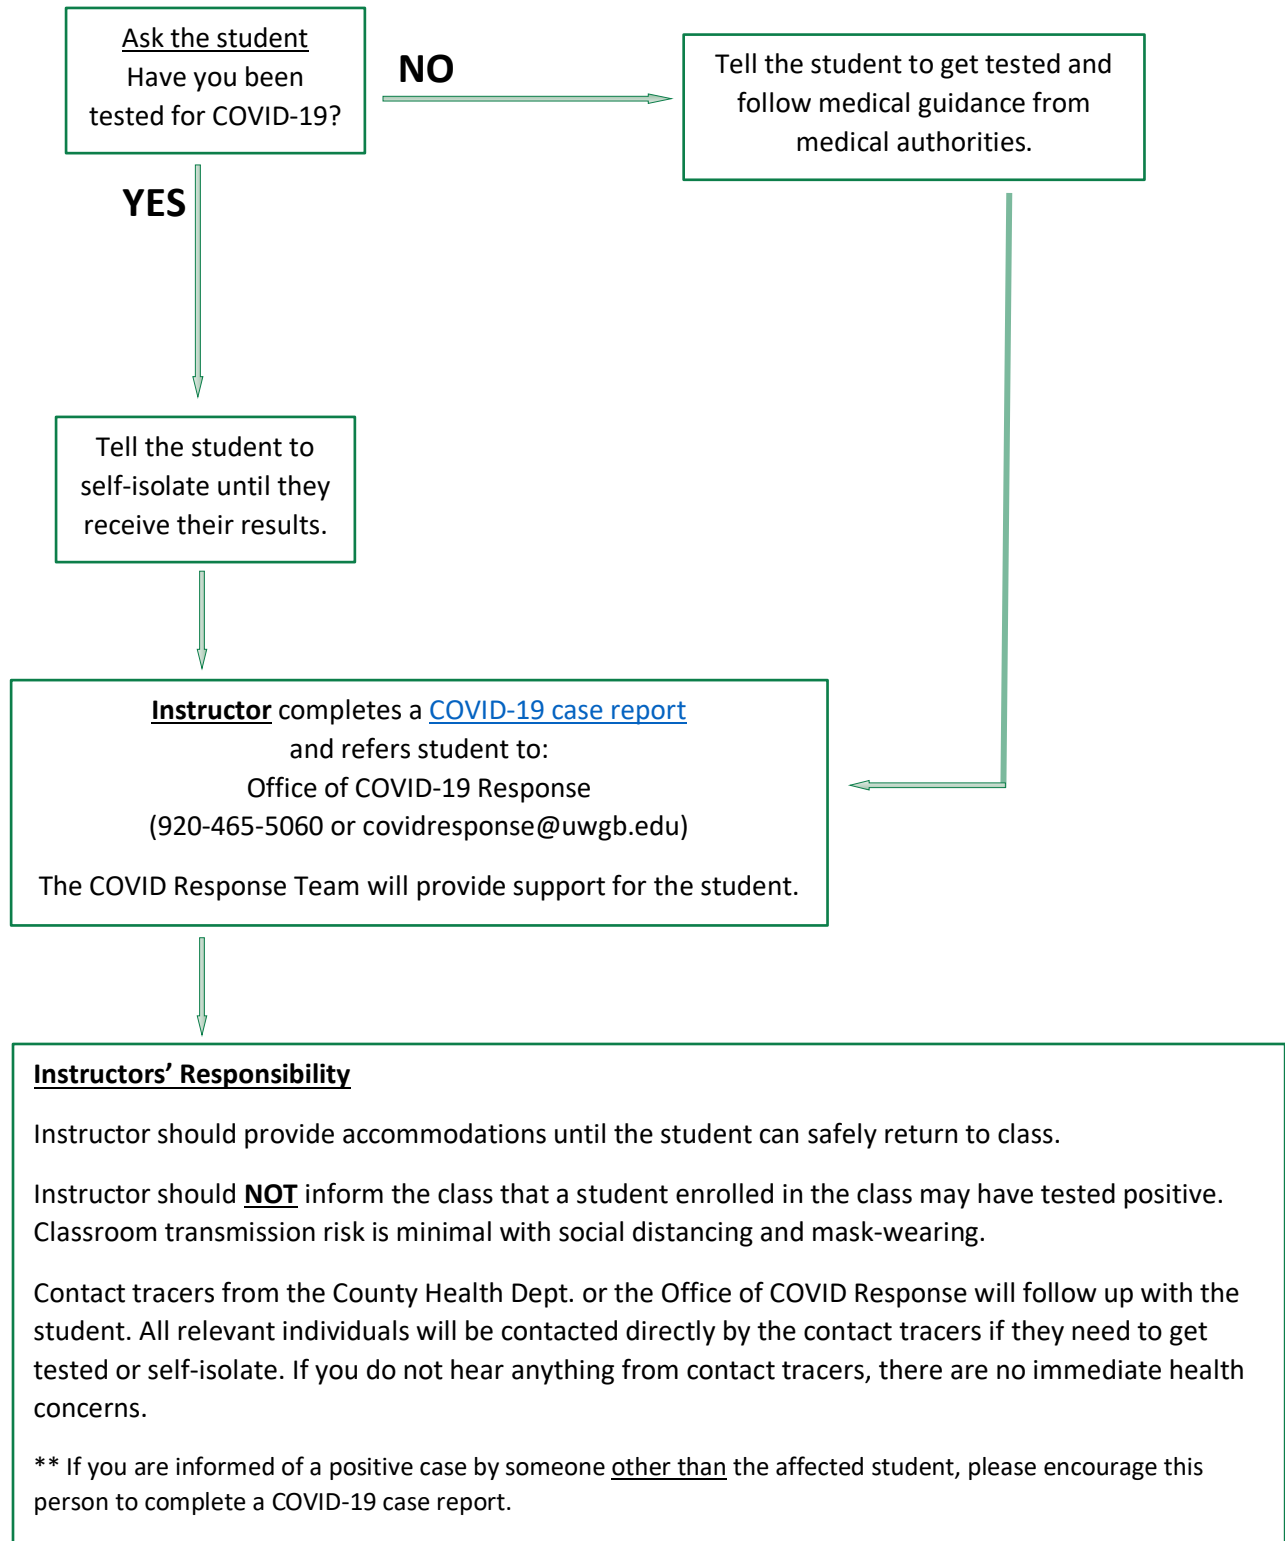 Ask the student
Have you been
tested for COVID-19?
NO
Tell the student to get tested and
follow medical guidance from
medical authorities.
YES
Tell the student to
self-isolate until they
receive their results.
Instructor completes a COVID-19 case report
and refers student to:
Office of COVID-19 Response
(920-465-5060 or covidresponse@uwgb.edu)
The COVID Response Team will provide support for the student.
Instructors’ Responsibility
Instructor should provide accommodations until the student can safely return to class.
Instructor should NOT inform the class that a student enrolled in the class may have tested positive.
Classroom transmission risk is minimal with social distancing and mask-wearing.
Contact tracers from the County Health Dept. or the Office of COVID Response will follow up with the
student. All relevant individuals will be contacted directly by the contact tracers if they need to get
tested or self-isolate. If you do not hear anything from contact tracers, there are no immediate health
concerns.
** If you are informed of a positive case by someone other than the affected student, please encourage this
person to complete a COVID-19 case report.